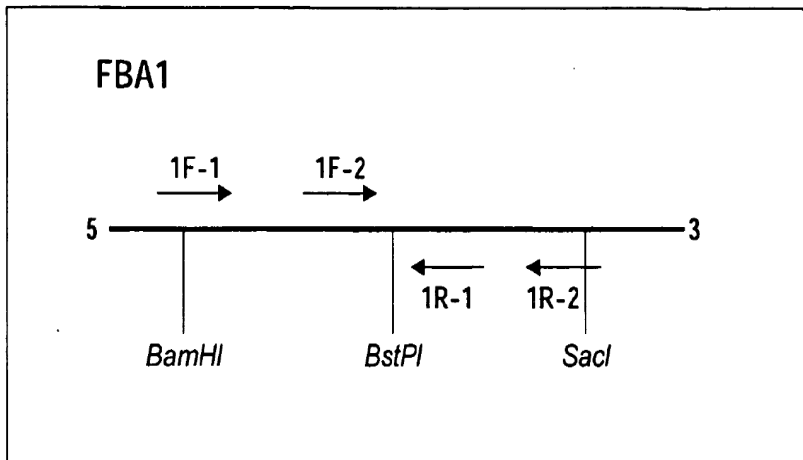 FBA1
1F-1 1F-2
5 3
1R-1 1R-2
BamHI BstPI SacI